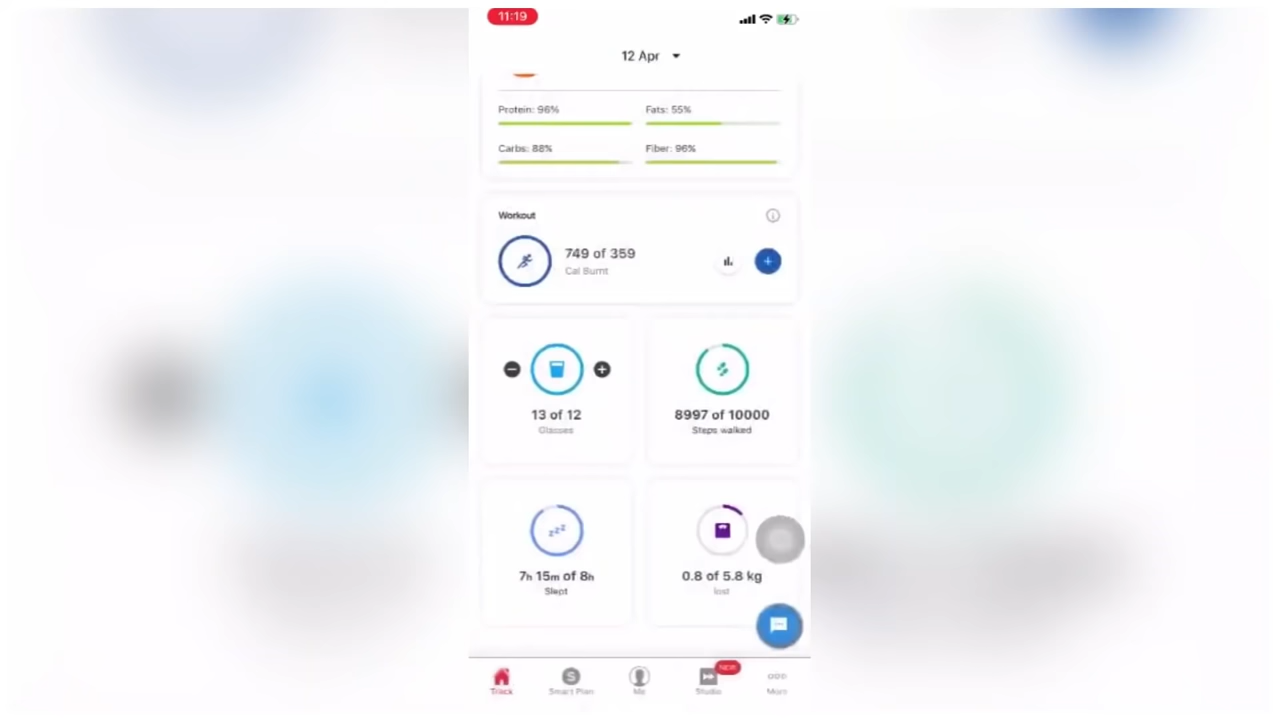 11:19
12 Apr
Protein: 96%
Fats: 55%
Carbs: 88%
Fiber: 96%
Workout
749 of 359
Cal Burnt
13 of 12
Glasses
8997 of 10000
Steps walked
zzz
7h 15m of 8h
Slept
0.8 of 5.8 kg
lost
NEW
S
Track
Smart Plan
Me
Studio
More